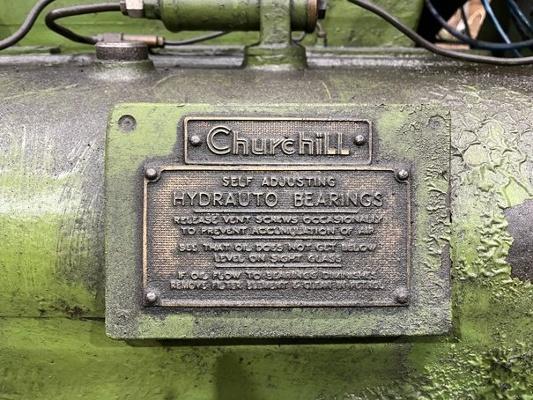 Churchill
SELF ADJUSTING
HYDRAUTO BEARINGS
RELEASE VENT SCREWS OCCASIONALLY
TO PREVENT ACCUMULATION OF AIR
SEE THAT OIL DOES NOT GET BELOW
LEVEL ON SIGHT GLASS
IF OIL FLOW TO BEARINGS DIMINISHES
REMOVE FILTER ELEMENT & CLEAN IN PETROL